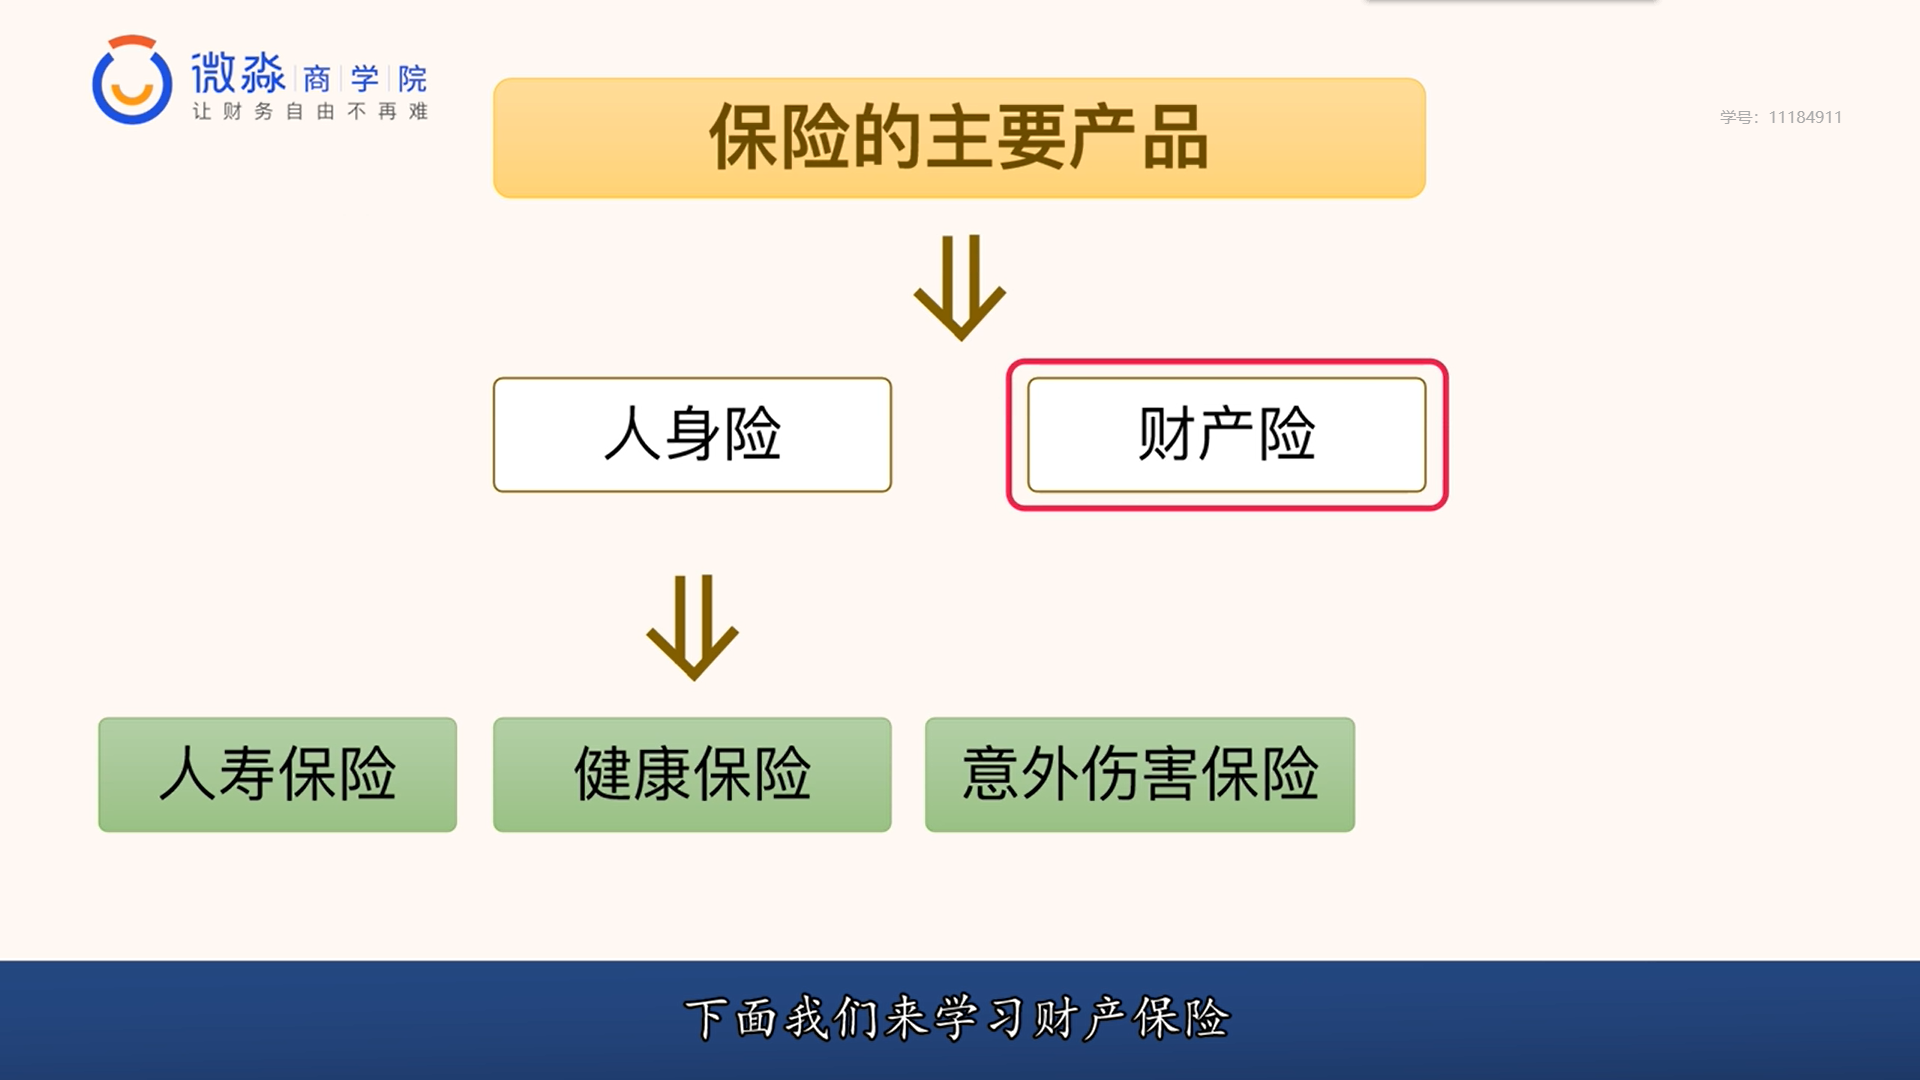 微淼商学院
让财务自由不再难
保险的主要产品
学号：11184911
人身险
财产险
人寿保险
健康保险
意外伤害保险
下面我们来学习财产保险